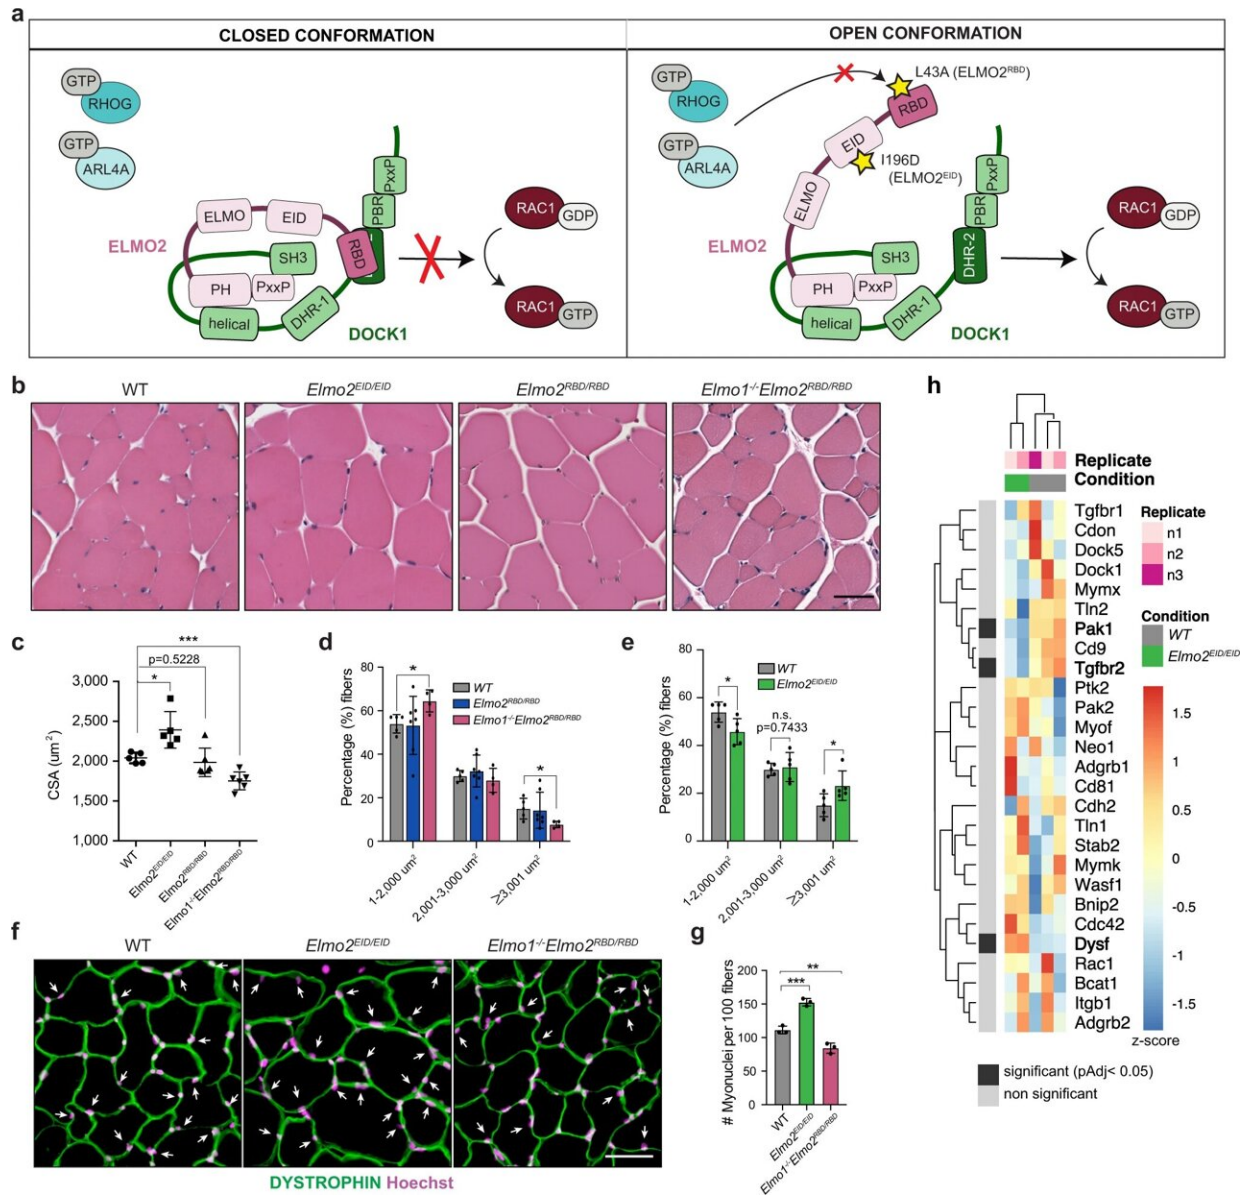 a
CLOSED CONFORMATION
OPEN CONFORMATION
GTP
RHOG
GTP
ARL4A
ELMO
EID
ELMO2
RBD
SH3
PH
PxxP
helical
DHR-1
PBR
PxxP
DOCK1
RAC1
GDP
RAC1
GTP
GTP
RHOG
GTP
ARL4A
L43A (ELMO2RBD)
RBD
EID
I196D
(ELMO2EID)
ELMO
ELMO2
SH3
PH
PxxP
helical
DHR-1
DHR-2
PBR
PxxP
DOCK1
RAC1
GDP
RAC1
GTP
b
WT
Elmo2EID/EID
Elmo2RBD/RBD
Elmo1-/-Elmo2RBD/RBD
c
***
p=0.5228
*
3,000
2,500
2,000
1,500
1,000
CSA (um2)
WT
Elmo2EID/EID
Elmo2RBD/RBD
Elmo1-/-Elmo2RBD/RBD
d
80
60
40
20
0
Percentage (%) fibers
*
*
WT
Elmo2RBD/RBD
Elmo1-/-Elmo2RBD/RBD
1-2,000 um2
2,001-3,000 um2
≥3,001 um2
e
80
60
40
20
0
Percentage (%) fibers
WT
Elmo2EID/EID
*
n.s.
p=0.7433
*
1-2,000 um2
2,001-3,000 um2
≥3,001 um2
f
WT
Elmo2EID/EID
Elmo1-/-Elmo2RBD/RBD
DYSTROPHIN Hoechst
g
**
***
200
150
100
50
0
# Myonuclei per 100 fibers
WT
Elmo2EID/EID
Elmo1-/-Elmo2RBD/RBD
h
Replicate
Condition
Tgfbr1
Cdon
Dock5
Dock1
Mymx
Tln2
Pak1
Cd9
Tgfbr2
Ptk2
Pak2
Myof
Neo1
Adgrb1
Cd81
Cdh2
Tln1
Stab2
Mymk
Wasf1
Bnip2
Cdc42
Dysf
Rac1
Bcat1
Itgb1
Adgrb2
Replicate
n1
n2
n3
Condition
WT
Elmo2EID/EID
1.5
1
0.5
0
-0.5
-1
-1.5
z-score
significant (pAdj< 0.05)
non significant